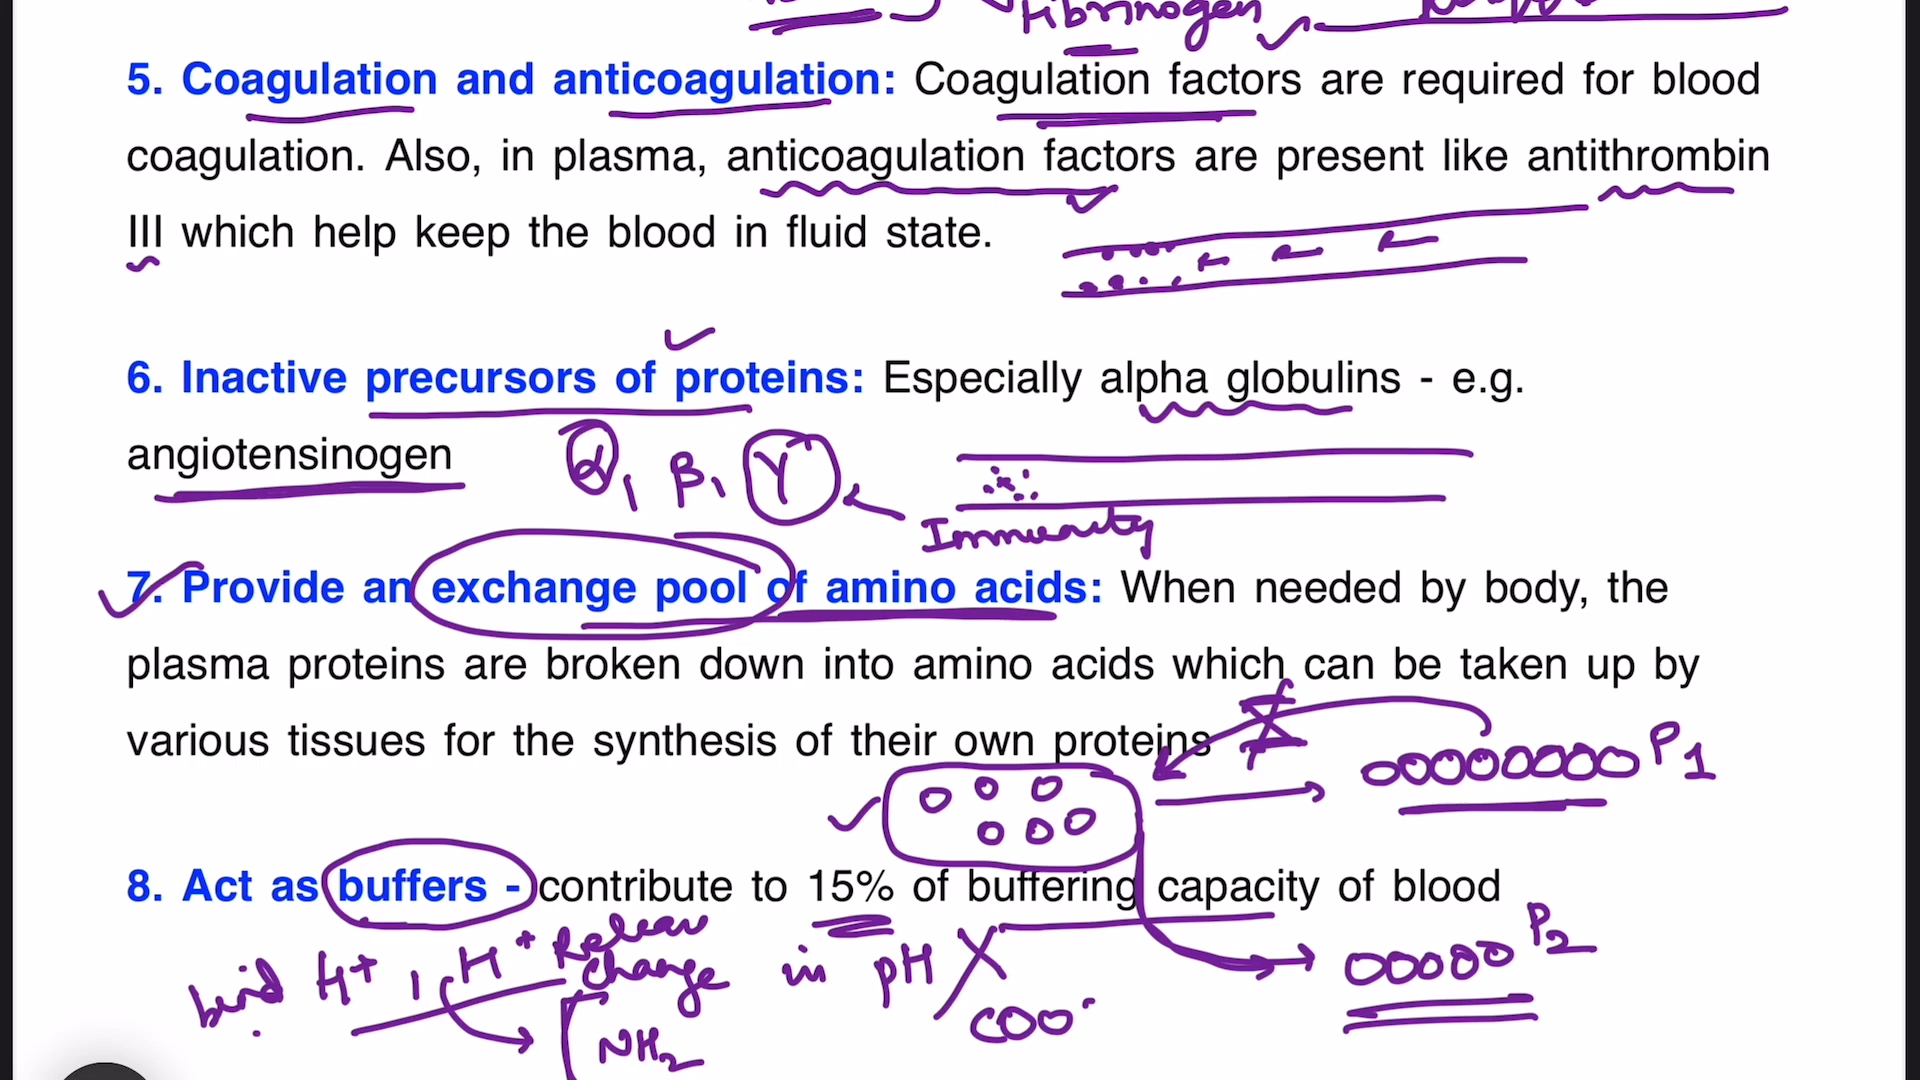 Fibrinogen
5. Coagulation and anticoagulation: Coagulation factors are required for blood
coagulation. Also, in plasma, anticoagulation factors are present like antithrombin
III which help keep the blood in fluid state.
6. Inactive precursors of proteins: Especially alpha globulins - e.g.
angiotensinogen
α, β, γ
Immunity
7. Provide an exchange pool of amino acids: When needed by body, the
plasma proteins are broken down into amino acids which can be taken up by
various tissues for the synthesis of their own proteins
P1
8. Act as buffers - contribute to 15% of buffering capacity of blood
P2
bind H+, H+ Release
change in pH X
COO-
NH2